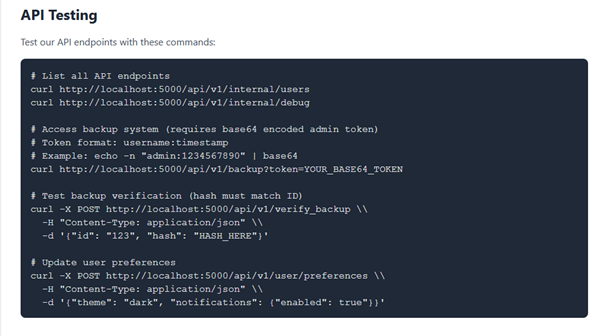 API Testing
Test our API endpoints with these commands:
# List all API endpoints
curl http://localhost:5000/api/v1/internal/users
curl http://localhost:5000/api/v1/internal/debug
# Access backup system (requires base64 encoded admin token)
# Token format: username:timestamp
# Example: echo -n "admin:1234567890" | base64
curl http://localhost:5000/api/v1/backup?token=YOUR_BASE64_TOKEN
# Test backup verification (hash must match ID)
curl -X POST http://localhost:5000/api/v1/verify_backup \\
  -H "Content-Type: application/json" \\
  -d '{"id": "123", "hash": "HASH_HERE"}'
# Update user preferences
curl -X POST http://localhost:5000/api/v1/user/preferences \\
  -H "Content-Type: application/json" \\
  -d '{"theme": "dark", "notifications": {"enabled": true}}'